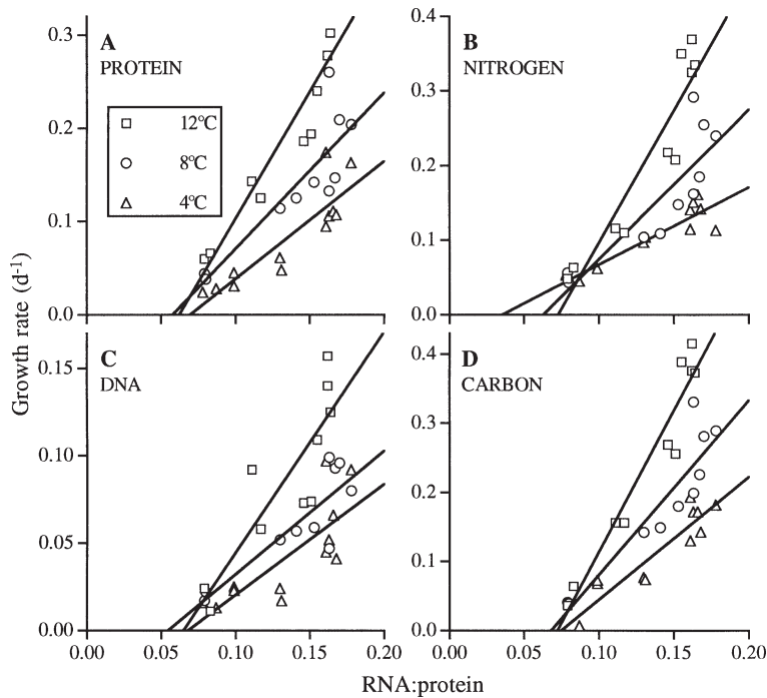 A
PROTEIN
12°C
8°C
4°C
0.3
0.2
0.1
0.0
B
NITROGEN
0.4
0.3
0.2
0.1
0.0
Growth rate (d⁻¹)
C
DNA
0.15
0.10
0.05
0.00
0.00 0.05 0.10 0.15 0.20
D
CARBON
0.4
0.3
0.2
0.1
0.0
0.00 0.05 0.10 0.15 0.20
RNA:protein